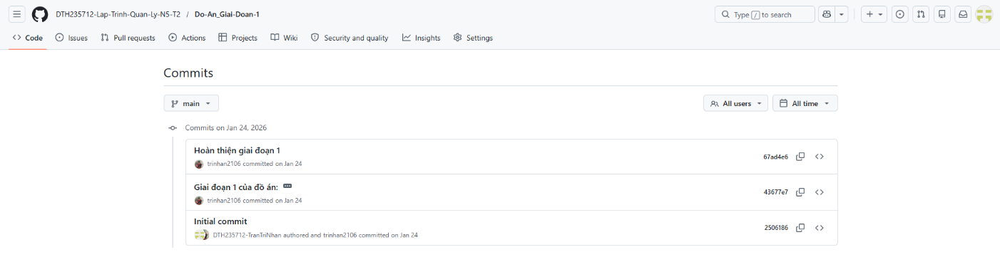 DTH235712-Lap-Trinh-Quan-Ly-N5-T2 / Do-An_Giai-Doan-1
Type / to search
Code Issues Pull requests Actions Projects Wiki Security and quality Insights Settings
Commits
main All users All time
Commits on Jan 24, 2026
Hoàn thiện giai đoạn 1
trinhan2106 committed on Jan 24
67ad4e6
Giai đoạn 1 của đồ án:
trinhan2106 committed on Jan 24
43677e7
Initial commit
DTH235712-TranTriNhan authored and trinhan2106 committed on Jan 24
2506186